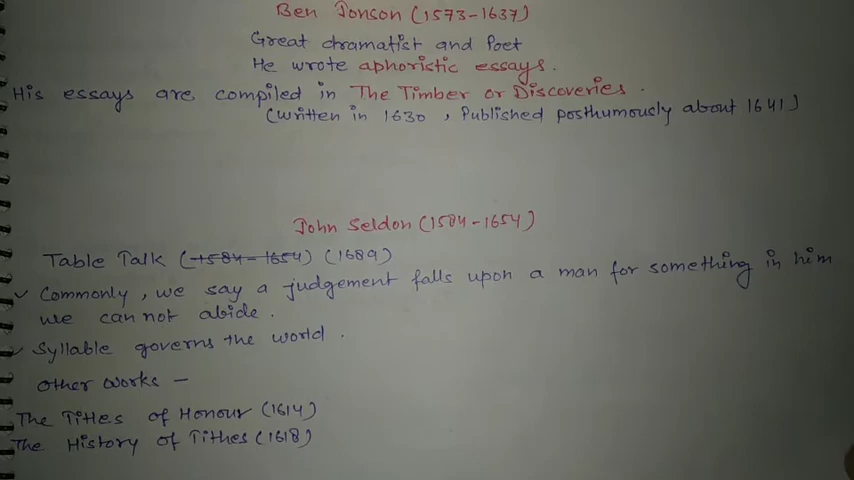 Ben Jonson (1573-1637)
Great dramatist and Poet
He wrote aphoristic essays.
His essays are compiled in The Timber or Discoveries.
(written in 1630, Published posthumously about 1641)
John Seldon (1584-1654)
Table Talk (1584-1654) (1689)
✓ Commonly, we say a judgement falls upon a man for something in him
we can not abide.
✓ Syllable governs the world.
Other works -
The Titles of Honour (1614)
The History of Tithes (1618)